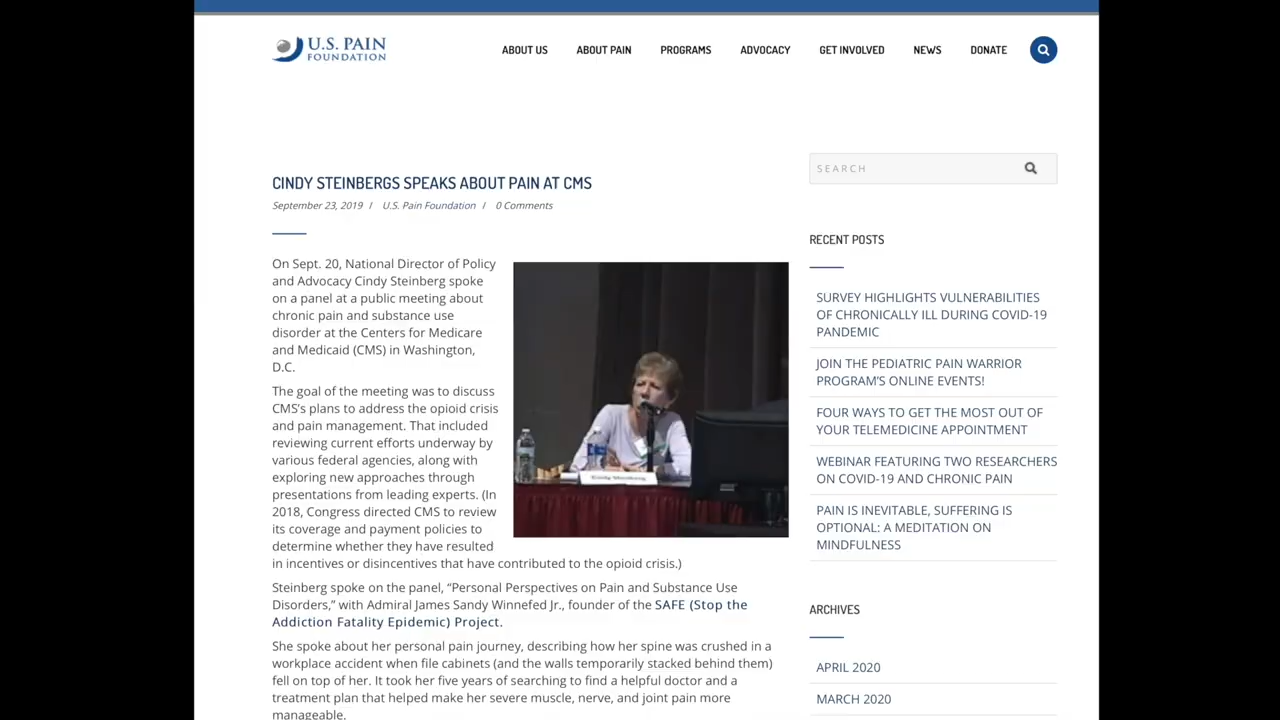 U.S. PAIN
FOUNDATION
ABOUT US
ABOUT PAIN
PROGRAMS
ADVOCACY
GET INVOLVED
NEWS
DONATE
CINDY STEINBERGS SPEAKS ABOUT PAIN AT CMS
September 23, 2019 / U.S. Pain Foundation / 0 Comments
On Sept. 20, National Director of Policy
and Advocacy Cindy Steinberg spoke
on a panel at a public meeting about
chronic pain and substance use
disorder at the Centers for Medicare
and Medicaid (CMS) in Washington,
D.C.
The goal of the meeting was to discuss
CMS's plans to address the opioid crisis
and pain management. That included
reviewing current efforts underway by
various federal agencies, along with
exploring new approaches through
presentations from leading experts. (In
2018, Congress directed CMS to review
its coverage and payment policies to
determine whether they have resulted
in incentives or disincentives that have contributed to the opioid crisis.)
Cindy Steinberg
Steinberg spoke on the panel, “Personal Perspectives on Pain and Substance Use
Disorders,” with Admiral James Sandy Winnefed Jr., founder of the SAFE (Stop the
Addiction Fatality Epidemic) Project.
She spoke about her personal pain journey, describing how her spine was crushed in a
workplace accident when file cabinets (and the walls temporarily stacked behind them)
fell on top of her. It took her five years of searching to find a helpful doctor and a
treatment plan that helped make her severe muscle, nerve, and joint pain more
manageable.
SEARCH
RECENT POSTS
SURVEY HIGHLIGHTS VULNERABILITIES
OF CHRONICALLY ILL DURING COVID-19
PANDEMIC
JOIN THE PEDIATRIC PAIN WARRIOR
PROGRAM'S ONLINE EVENTS!
FOUR WAYS TO GET THE MOST OUT OF
YOUR TELEMEDICINE APPOINTMENT
WEBINAR FEATURING TWO RESEARCHERS
ON COVID-19 AND CHRONIC PAIN
PAIN IS INEVITABLE, SUFFERING IS
OPTIONAL: A MEDITATION ON
MINDFULNESS
ARCHIVES
APRIL 2020
MARCH 2020